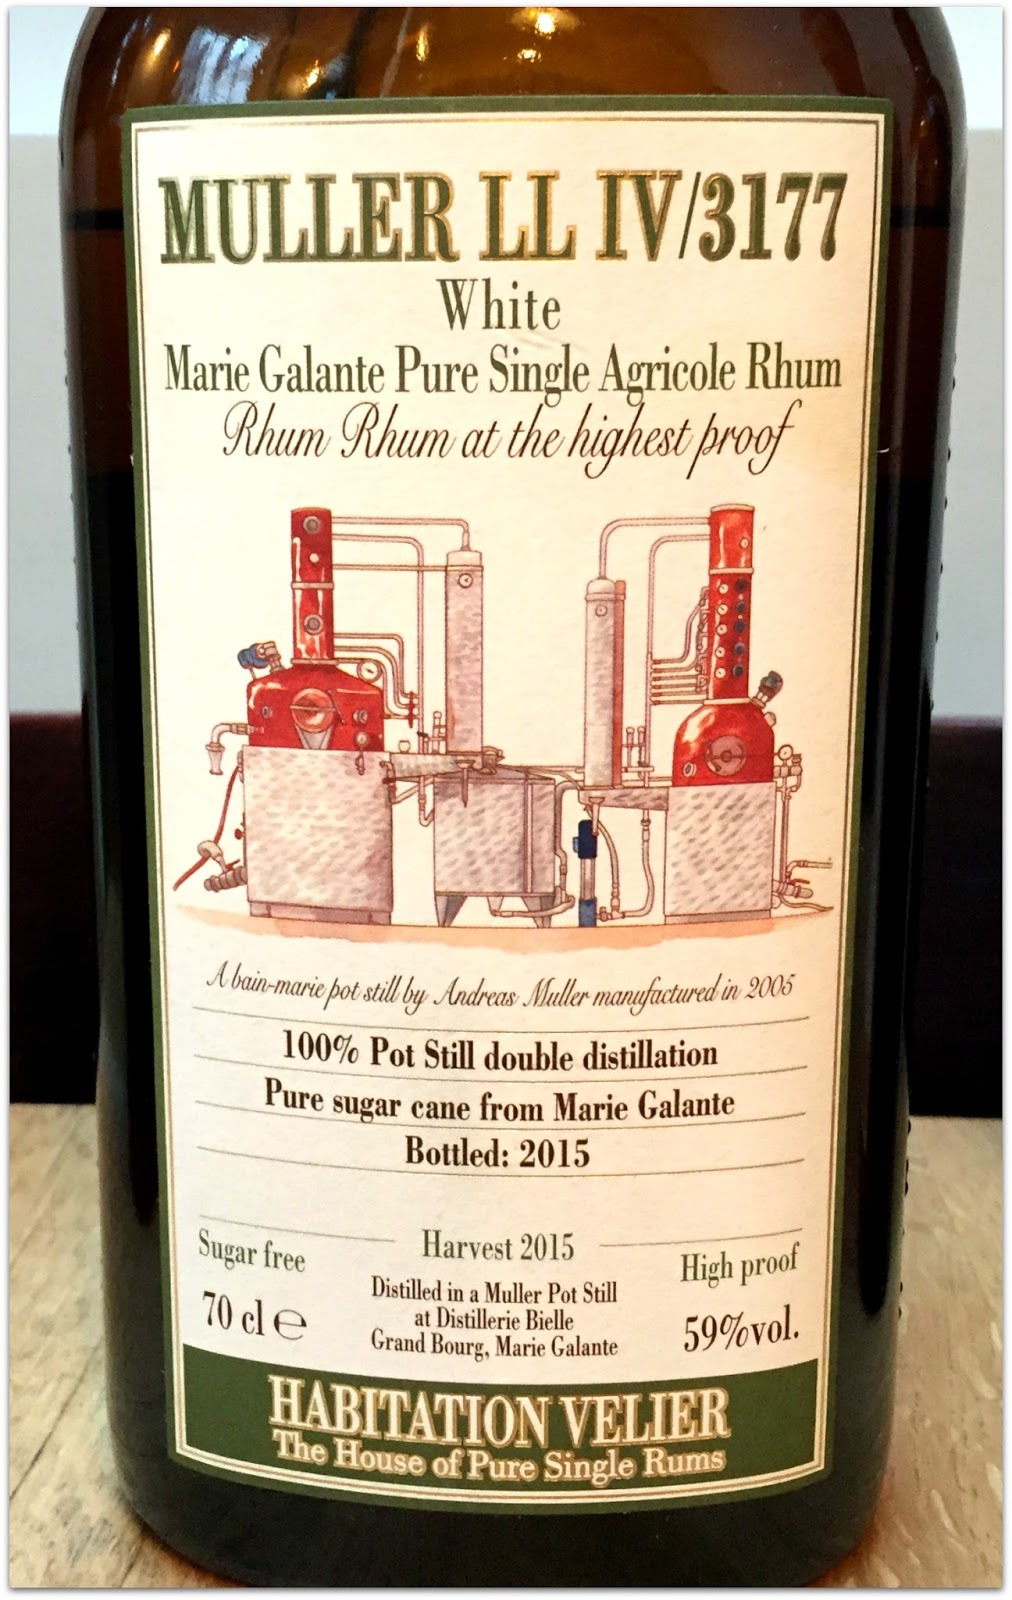 MULLER LL IV/3177
White
Marie Galante Pure Single Agricole Rhum
Rhum Rhum at the highest proof
A bain-marie pot still by Andreas Muller manufactured in 2005
100% Pot Still double distillation
Pure sugar cane from Marie Galante
Bottled: 2015
Sugar free
70 cl ℮
Harvest 2015
Distilled in a Muller Pot Still
at Distillerie Bielle
Grand Bourg, Marie Galante
High proof
59%vol.
HABITATION VELIER
The House of Pure Single Rums